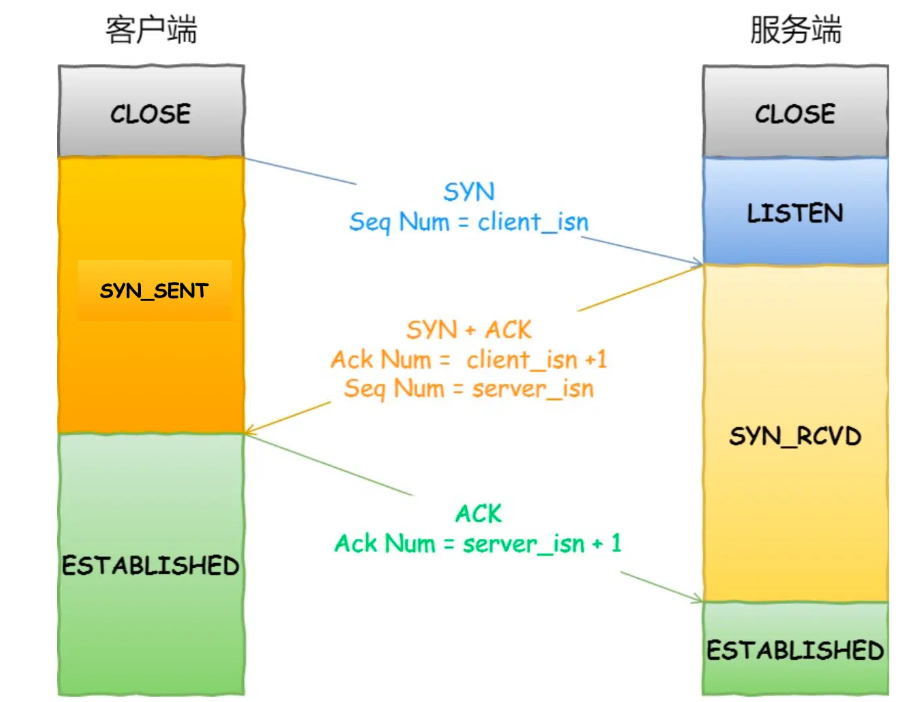 客户端
服务端
CLOSE
CLOSE
SYN
Seq Num = client_isn
LISTEN
SYN_SENT
SYN + ACK
Ack Num = client_isn +1
Seq Num = server_isn
SYN_RCVD
ACK
Ack Num = server_isn + 1
ESTABLISHED
ESTABLISHED